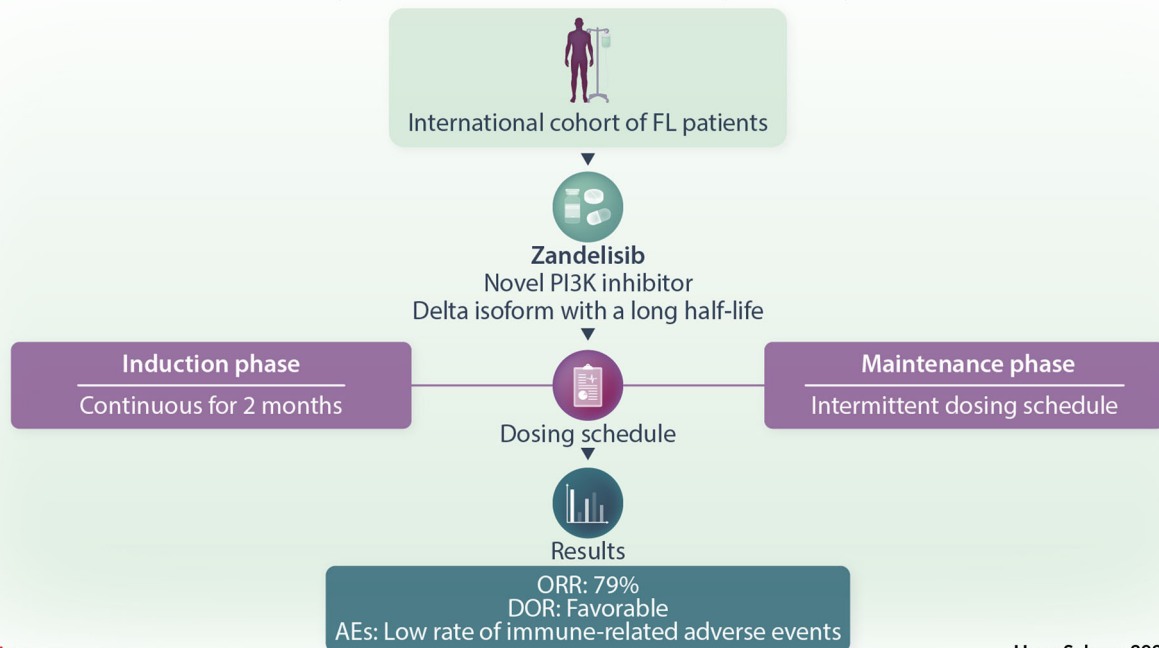 International cohort of FL patients
Zandelisib
Novel PI3K inhibitor
Delta isoform with a long half-life
Induction phase
Continuous for 2 months
Maintenance phase
Intermittent dosing schedule
Dosing schedule
Results
ORR: 79%
DOR: Favorable
AEs: Low rate of immune-related adverse events